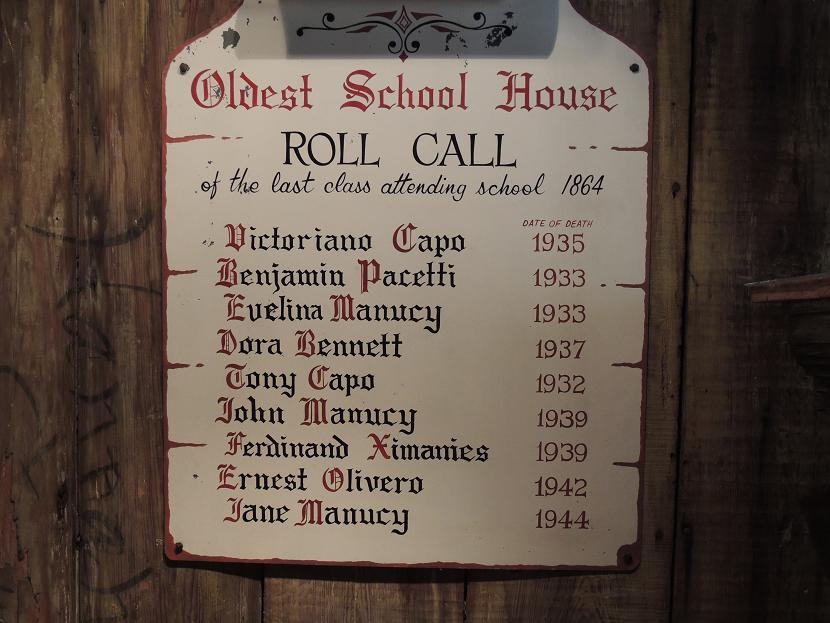 Oldest School House
ROLL CALL
of the last class attending school 1864
DATE OF DEATH
Victoriano Capo 1935
Benjamin Pacetti 1933
Evelina Manucy 1933
Dora Bennett 1937
Tony Capo 1932
John Manucy 1939
Ferdinand Ximanies 1939
Ernest Olivero 1942
Jane Manucy 1944